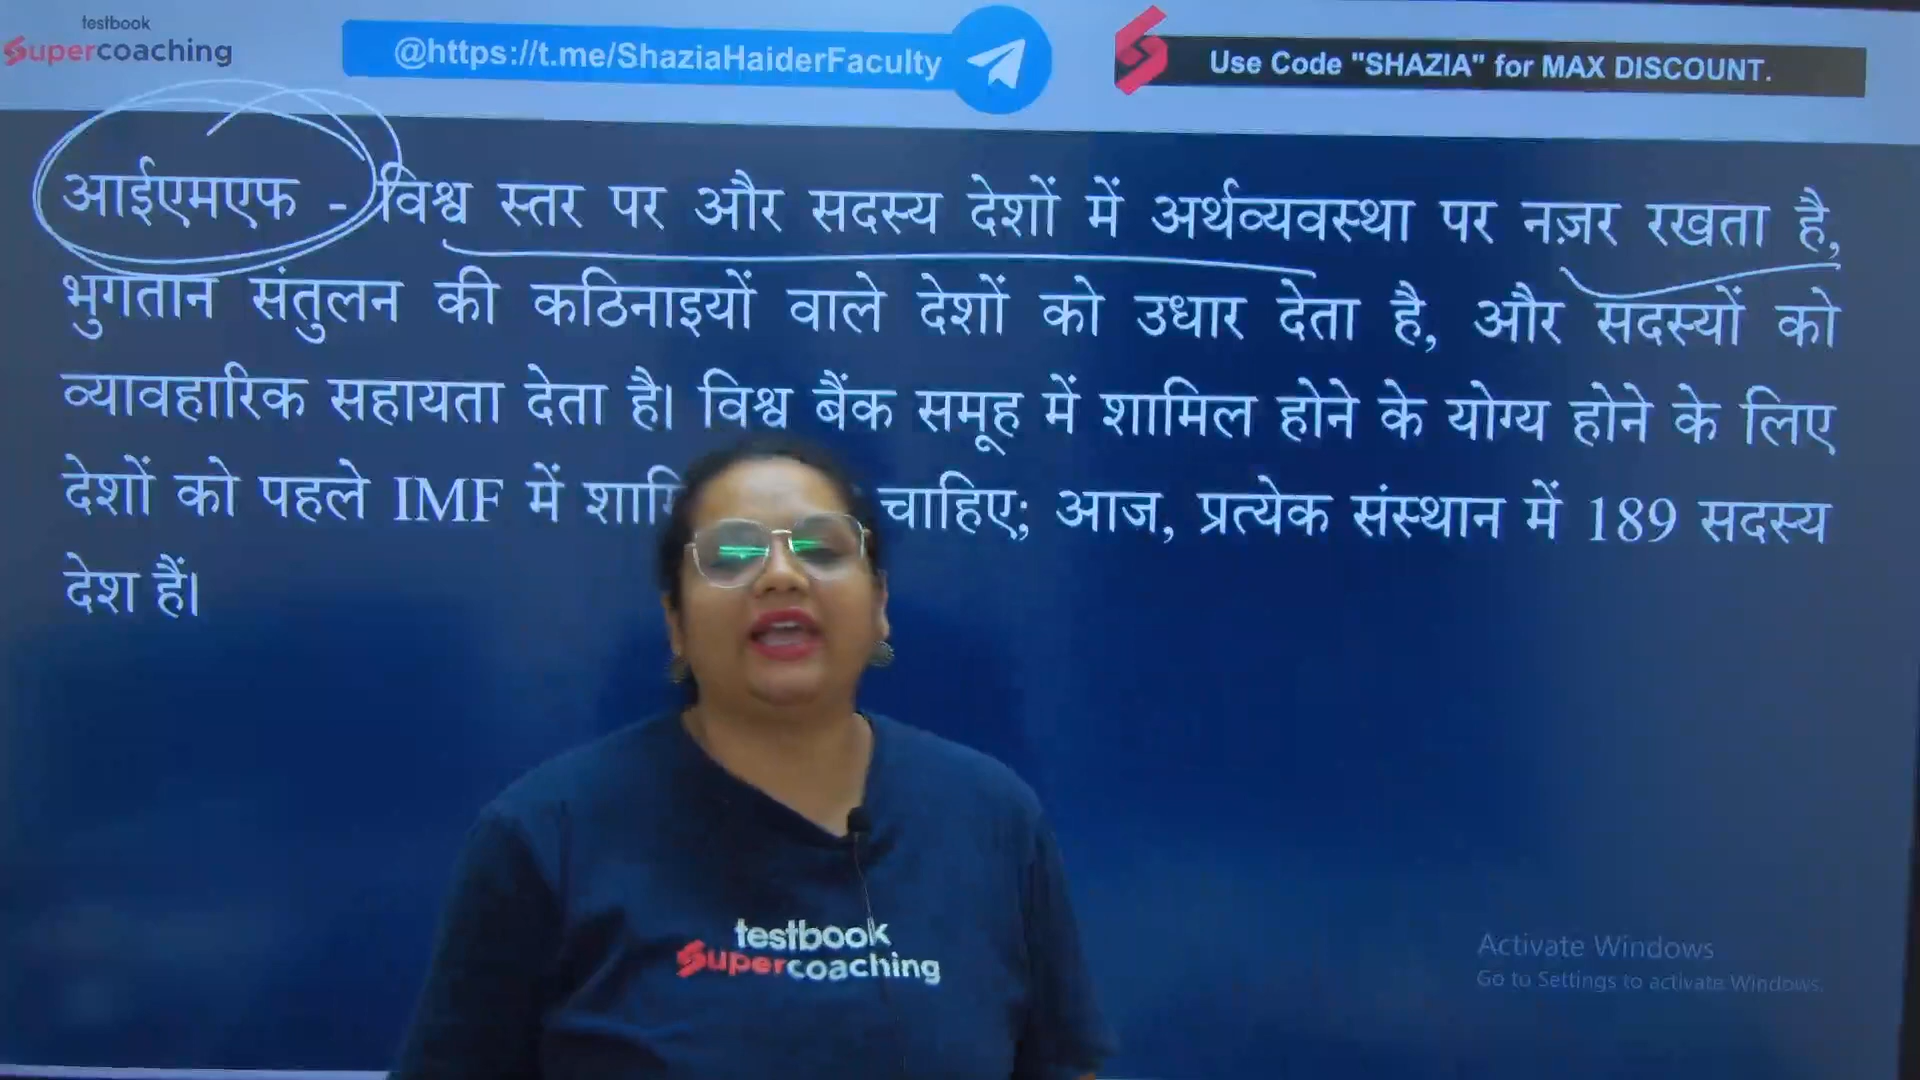 testbook
Supercoaching
@https://t.me/ShaziaHaiderFaculty
Use Code "SHAZIA" for MAX DISCOUNT.
आईएमएफ - विश्व स्तर पर और सदस्य देशों में अर्थव्यवस्था पर नज़र रखता है,
भुगतान संतुलन की कठिनाइयों वाले देशों को उधार देता है, और सदस्यों को
व्यावहारिक सहायता देता है। विश्व बैंक समूह में शामिल होने के योग्य होने के लिए
देशों को पहले IMF में चाहिए; आज, प्रत्येक संस्थान में 189 सदस्य
देश हैं।
testbook
Supercoaching
Activate Windows
Go to Settings to activate Windows.